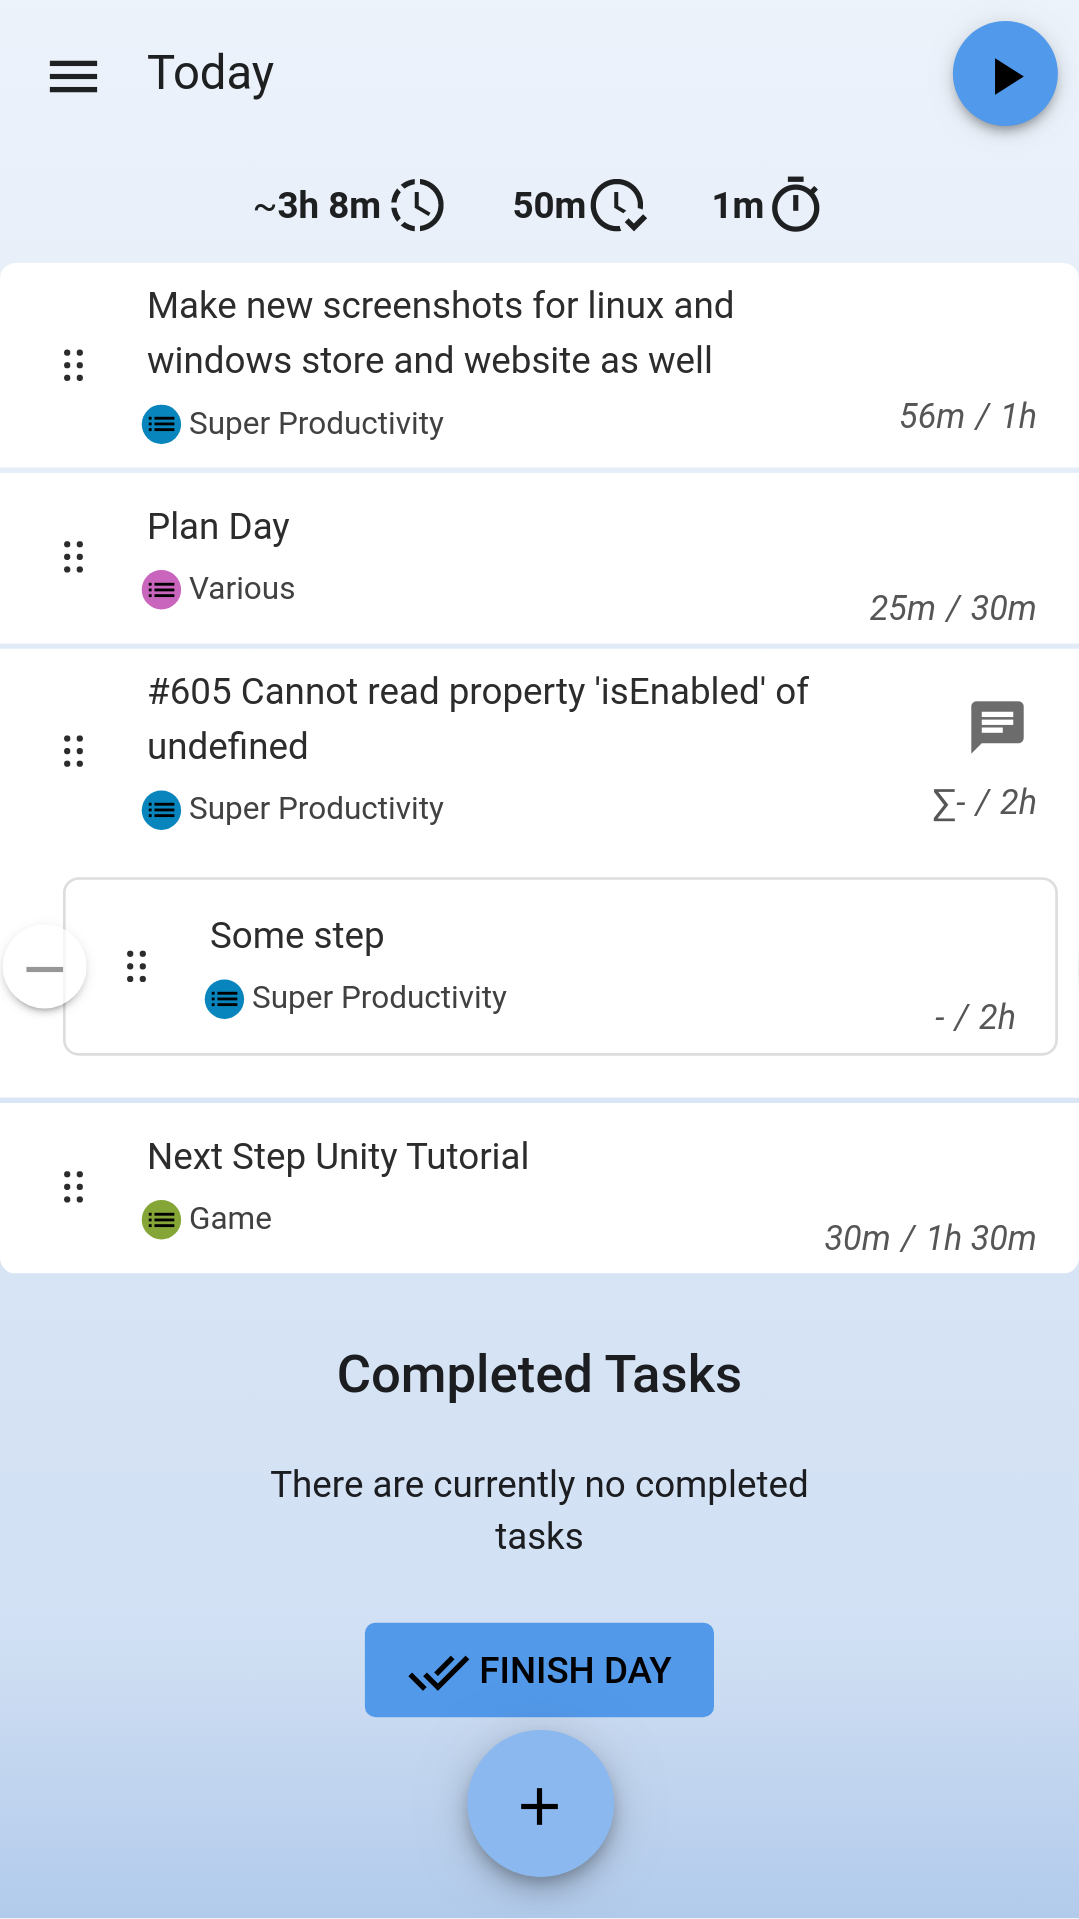 Today
~3h 8m 50m 1m
Make new screenshots for linux and
windows store and website as well
Super Productivity
56m / 1h
Plan Day
Various
25m / 30m
#605 Cannot read property 'isEnabled' of
undefined
Super Productivity
∑- / 2h
Some step
Super Productivity
- / 2h
Next Step Unity Tutorial
Game
30m / 1h 30m
Completed Tasks
There are currently no completed
tasks
FINISH DAY